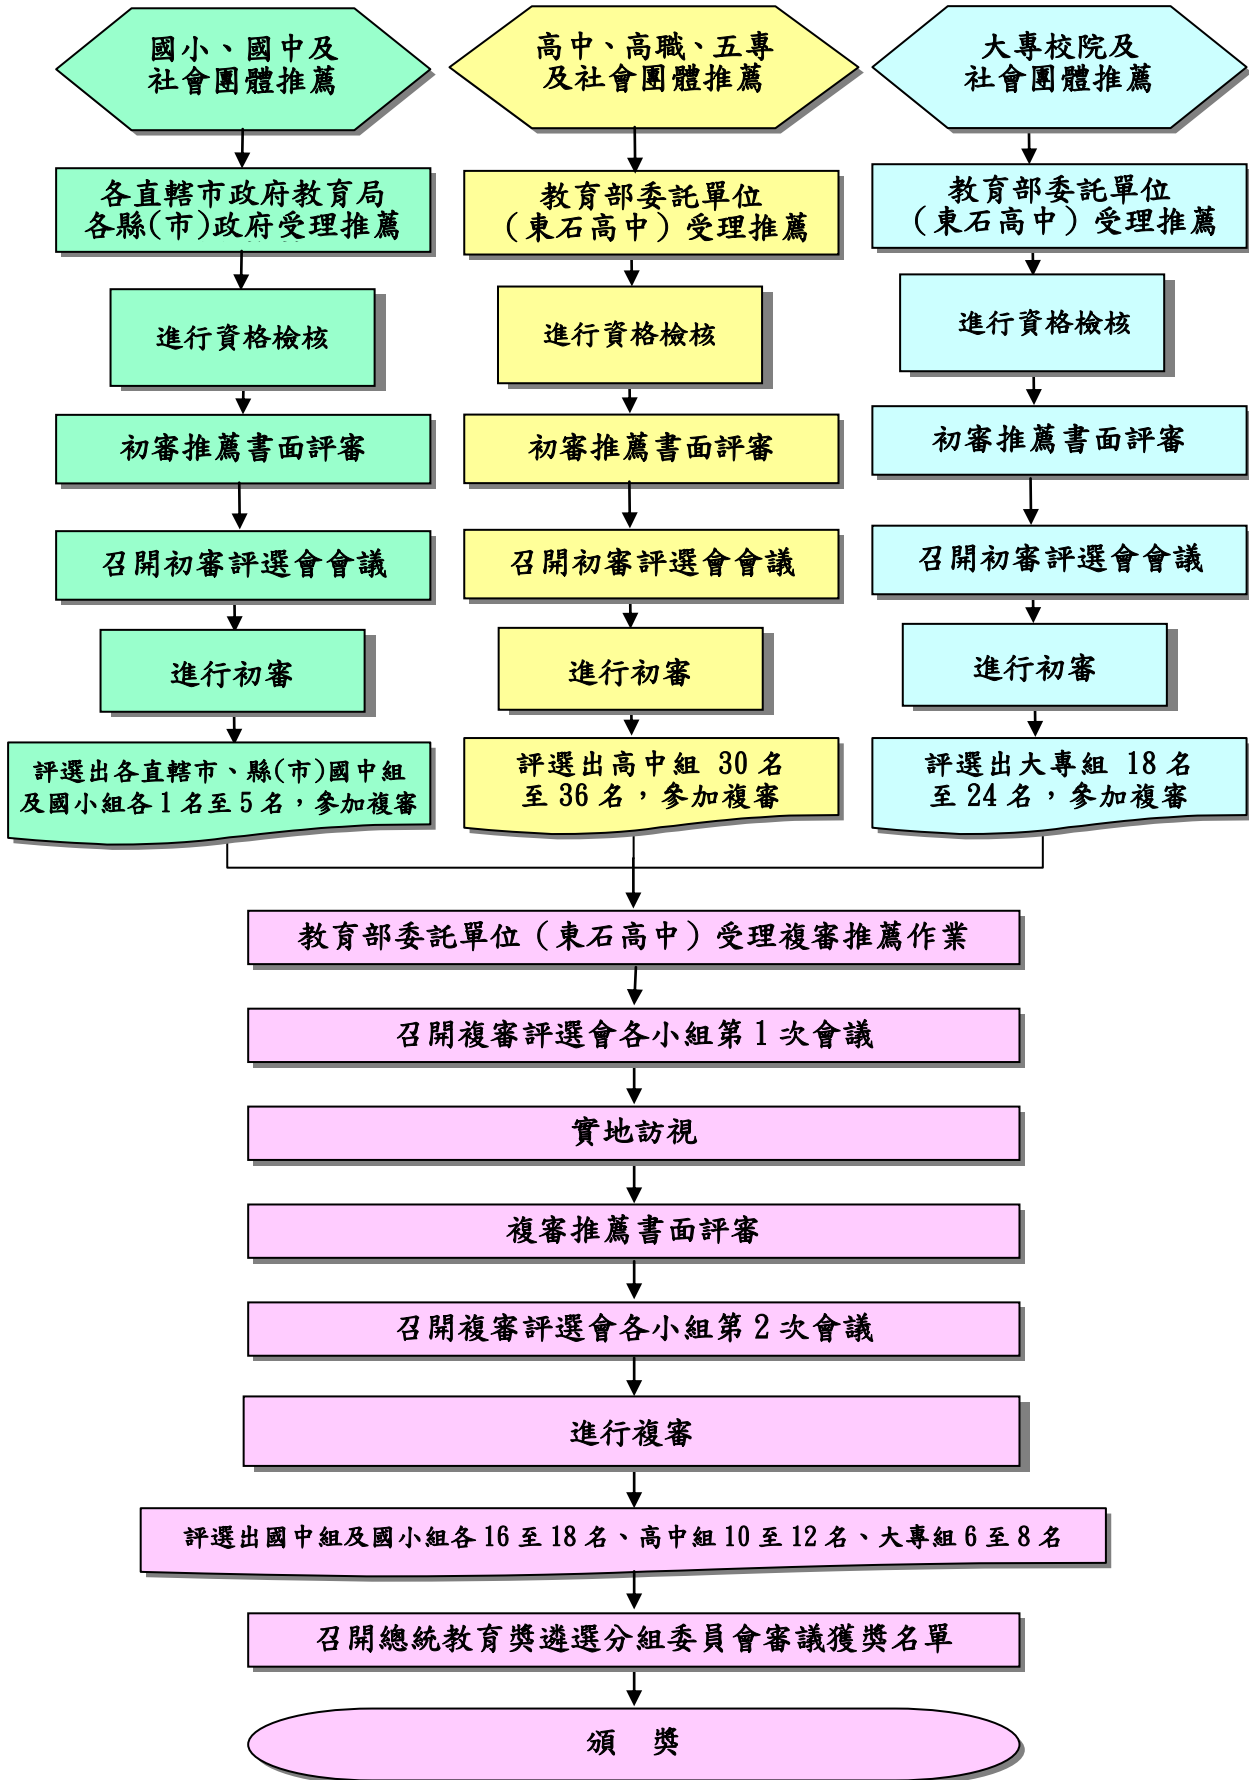 國小、國中及
社會團體推薦
各直轄市政府教育局
各縣(市)政府受理推薦
進行資格檢核
初審推薦書面評審
召開初審評選會會議
進行初審
評選出各直轄市、縣(市)國中組
及國小組各1名至5名，參加複審
高中、高職、五專
及社會團體推薦
教育部委託單位
（東石高中）受理推薦
進行資格檢核
初審推薦書面評審
召開初審評選會會議
進行初審
評選出高中組 30名
至36名，參加複審
大專校院及
社會團體推薦
教育部委託單位
（東石高中）受理推薦
進行資格檢核
初審推薦書面評審
召開初審評選會會議
進行初審
評選出大專組 18名
至24名，參加複審
教育部委託單位（東石高中）受理複審推薦作業
召開複審評選會各小組第1次會議
實地訪視
複審推薦書面評審
召開複審評選會各小組第2次會議
進行複審
評選出國中組及國小組各16至18名、高中組10至12名、大專組6至8名
召開總統教育獎遴選分組委員會審議獲獎名單
頒 獎